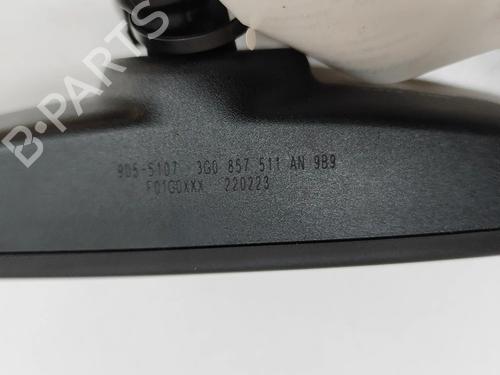 B-PARTS
905-5107 3G0 857 511 AN 9B9
F01G0XXX 220223